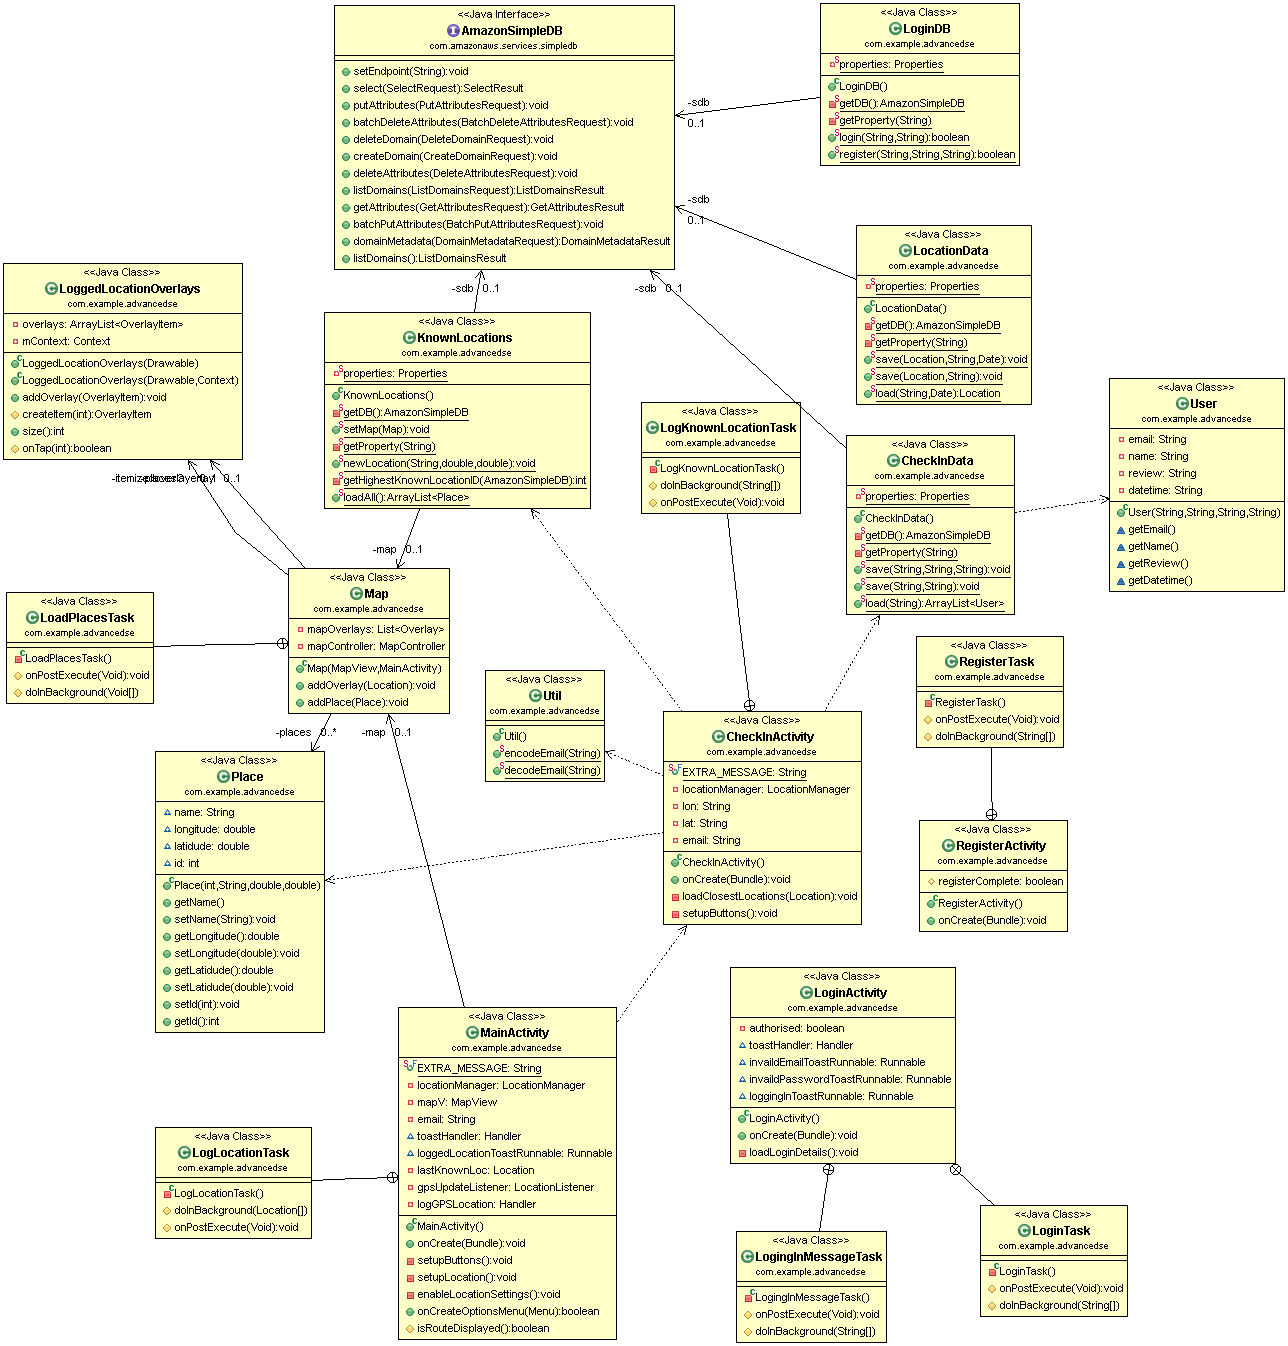 <<Java Interface>>
AmazonSimpleDB
com.amazonaws.services.simpledb
setEndpoint(String):void
select(SelectRequest):SelectResult
putAttributes(PutAttributesRequest):void
batchDeleteAttributes(BatchDeleteAttributesRequest):void
deleteDomain(DeleteDomainRequest):void
createDomain(CreateDomainRequest):void
deleteAttributes(DeleteAttributesRequest):void
listDomains(ListDomainsRequest):ListDomainsResult
getAttributes(GetAttributesRequest):GetAttributesResult
batchPutAttributes(BatchPutAttributesRequest):void
domainMetadata(DomainMetadataRequest):DomainMetadataResult
listDomains():ListDomainsResult
<<Java Class>>
LoginDB
com.example.advancedse
properties: Properties
LoginDB()
getDB():AmazonSimpleDB
getProperty(String)
login(String,String):boolean
register(String,String,String):boolean
-sdb
0..1
-sdb
0..1
<<Java Class>>
LocationData
com.example.advancedse
properties: Properties
LocationData()
getDB():AmazonSimpleDB
getProperty(String)
save(Location,String,Date):void
save(Location,String):void
load(String,Date):Location
<<Java Class>>
LoggedLocationOverlays
com.example.advancedse
overlays: ArrayList<OverlayItem>
mContext: Context
LoggedLocationOverlays(Drawable)
LoggedLocationOverlays(Drawable,Context)
addOverlay(OverlayItem):void
createItem(int):OverlayItem
size():int
onTap(int):boolean
-sdb 0..1
-sdb 0..1
<<Java Class>>
KnownLocations
com.example.advancedse
properties: Properties
KnownLocations()
getDB():AmazonSimpleDB
setMap(Map):void
getProperty(String)
newLocation(String,double,double):void
getHighestKnownLocationID(AmazonSimpleDB):int
loadAll():ArrayList<Place>
<<Java Class>>
LogKnownLocationTask
com.example.advancedse
LogKnownLocationTask()
doInBackground(String[])
onPostExecute(Void):void
<<Java Class>>
CheckInData
com.example.advancedse
properties: Properties
CheckInData()
getDB():AmazonSimpleDB
getProperty(String)
save(String,String,String):void
save(String,String):void
load(String):ArrayList<User>
<<Java Class>>
User
com.example.advancedse
email: String
name: String
review: String
datetime: String
User(String,String,String,String)
getEmail()
getName()
getReview()
getDatetime()
0..1
-map 0..1
<<Java Class>>
Map
com.example.advancedse
mapOverlays: List<Overlay>
mapController: MapController
Map(MapView,MainActivity)
addOverlay(Location):void
addPlace(Place):void
<<Java Class>>
LoadPlacesTask
com.example.advancedse
LoadPlacesTask()
onPostExecute(Void):void
doInBackground(Void[])
-places 0..*
-map 0..1
<<Java Class>>
Util
com.example.advancedse
Util()
encodeEmail(String)
decodeEmail(String)
<<Java Class>>
CheckInActivity
com.example.advancedse
EXTRA_MESSAGE: String
locationManager: LocationManager
lon: String
lat: String
email: String
CheckInActivity()
onCreate(Bundle):void
loadClosestLocations(Location):void
setupButtons():void
<<Java Class>>
RegisterTask
com.example.advancedse
RegisterTask()
onPostExecute(Void):void
doInBackground(String[])
<<Java Class>>
RegisterActivity
com.example.advancedse
registerComplete: boolean
RegisterActivity()
onCreate(Bundle):void
<<Java Class>>
Place
com.example.advancedse
name: String
longitude: double
latidude: double
id: int
Place(int,String,double,double)
getName()
setName(String):void
getLongitude():double
setLongitude(double):void
getLatidude():double
setLatidude(double):void
setId(int):void
getId():int
<<Java Class>>
MainActivity
com.example.advancedse
EXTRA_MESSAGE: String
locationManager: LocationManager
mapV: MapView
email: String
toastHandler: Handler
loggedLocationToastRunnable: Runnable
lastKnownLoc: Location
gpsUpdateListener: LocationListener
logGPSLocation: Handler
MainActivity()
onCreate(Bundle):void
setupButtons():void
setupLocation():void
enableLocationSettings():void
onCreateOptionsMenu(Menu):boolean
isRouteDisplayed():boolean
<<Java Class>>
LogLocationTask
com.example.advancedse
LogLocationTask()
doInBackground(Location[])
onPostExecute(Void):void
<<Java Class>>
LoginActivity
com.example.advancedse
authorised: boolean
toastHandler: Handler
invaildEmailToastRunnable: Runnable
invaildPasswordToastRunnable: Runnable
loggingInToastRunnable: Runnable
LoginActivity()
onCreate(Bundle):void
loadLoginDetails():void
<<Java Class>>
LogingInMessageTask
com.example.advancedse
LogingInMessageTask()
onPostExecute(Void):void
doInBackground(String[])
<<Java Class>>
LoginTask
com.example.advancedse
LoginTask()
onPostExecute(Void):void
doInBackground(String[])